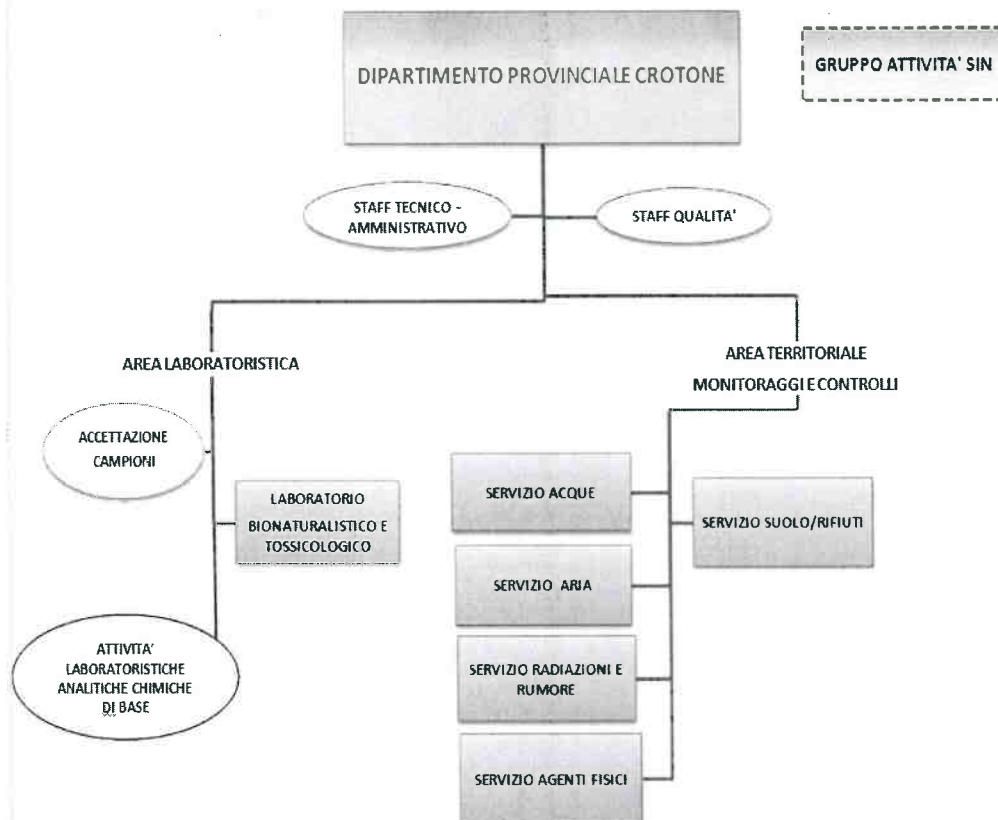 DIPARTIMENTO PROVINCIALE CROTONE
GRUPPO ATTIVITA' SIN
STAFF TECNICO -
AMMINISTRATIVO
STAFF QUALITA'
AREA LABORATORISTICA
ACCETTAZIONE
CAMPIONI
LABORATORIO
BIONATURALISTICO E
TOSSICOLOGICO
ATTIVITA'
LABORATORISTICHE
ANALITICHE CHIMICHE
DI BASE
AREA TERRITORIALE
MONITORAGGI E CONTROLLI
SERVIZIO ACQUE
SERVIZIO SUOLO/RIFIUTI
SERVIZIO ARIA
SERVIZIO RADIAZIONI E
RUMORE
SERVIZIO AGENTI FISICI